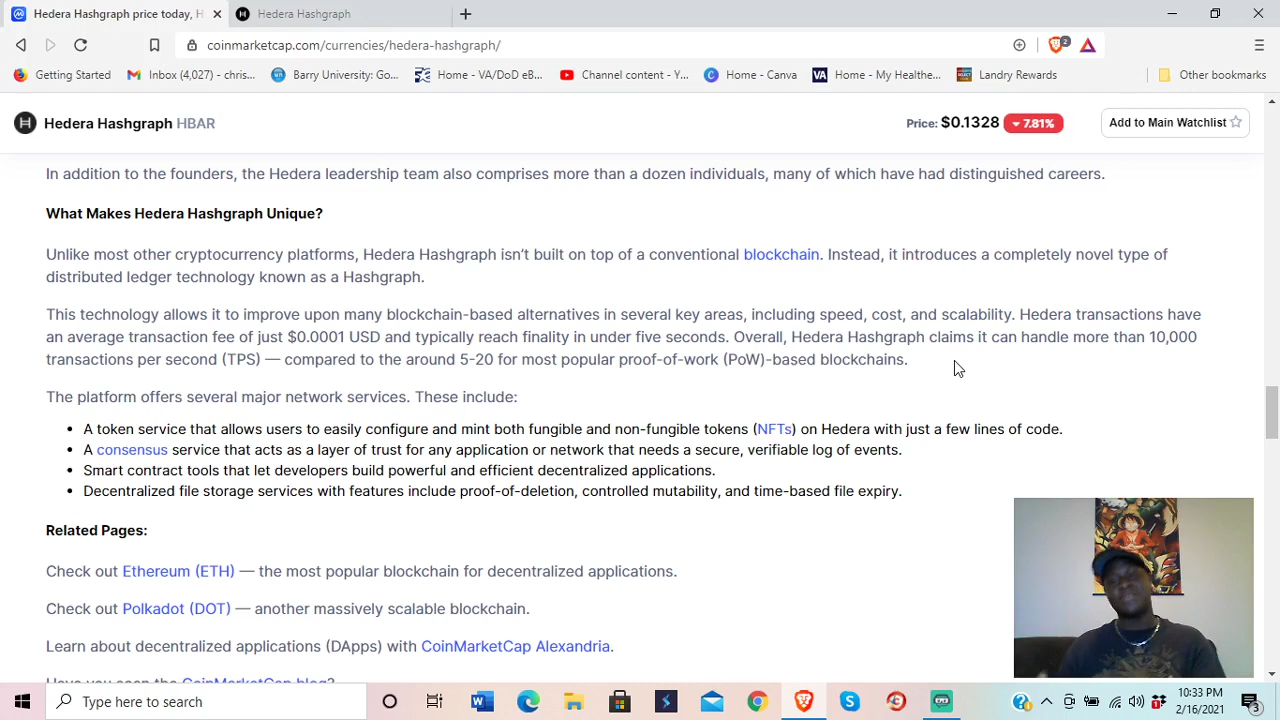 Hedera Hashgraph price today, H
Hedera Hashgraph
coinmarketcap.com/currencies/hedera-hashgraph/
2
Getting Started
Inbox (4,027) - chris...
Barry University: Go...
Home - VA/DoD eB...
Channel content - Y...
Home - Canva
VA
Home - My Healthe...
Landry Reasons
Other bookmarks
Hedera Hashgraph HBAR
Price: $0.1328 7.81%
Add to Main Watchlist
In addition to the founders, the Hedera leadership team also comprises more than a dozen individuals, many of which have had distinguished careers.
What Makes Hedera Hashgraph Unique?
Unlike most other cryptocurrency platforms, Hedera Hashgraph isn't built on top of a conventional blockchain. Instead, it introduces a completely novel type of
distributed ledger technology known as a Hashgraph.
This technology allows it to improve upon many blockchain-based alternatives in several key areas, including speed, cost, and scalability. Hedera transactions have
an average transaction fee of just $0.0001 USD and typically reach finality in under five seconds. Overall, Hedera Hashgraph claims it can handle more than 10,000
transactions per second (TPS) — compared to the around 5-20 for most popular proof-of-work (PoW)-based blockchains.
The platform offers several major network services. These include:
• A token service that allows users to easily configure and mint both fungible and non-fungible tokens (NFTs) on Hedera with just a few lines of code.
• A consensus service that acts as a layer of trust for any application or network that needs a secure, verifiable log of events.
• Smart contract tools that let developers build powerful and efficient decentralized applications.
• Decentralized file storage services with features include proof-of-deletion, controlled mutability, and time-based file expiry.
Related Pages:
Check out Ethereum (ETH) — the most popular blockchain for decentralized applications.
Check out Polkadot (DOT) — another massively scalable blockchain.
Learn about decentralized applications (DApps) with CoinMarketCap Alexandria.
Have you seen the CoinMarketCap blog?
Type here to search
10:33 PM
2/16/2021
3